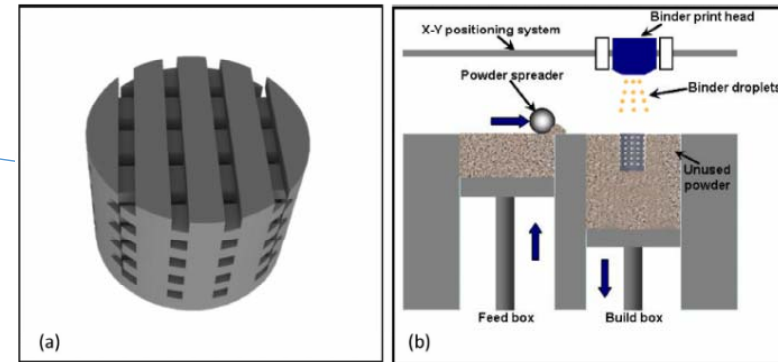 (a)
Binder print head
X-Y positioning system
Powder spreader
Binder droplets
Unused
powder
Feed box
Build box
(b)